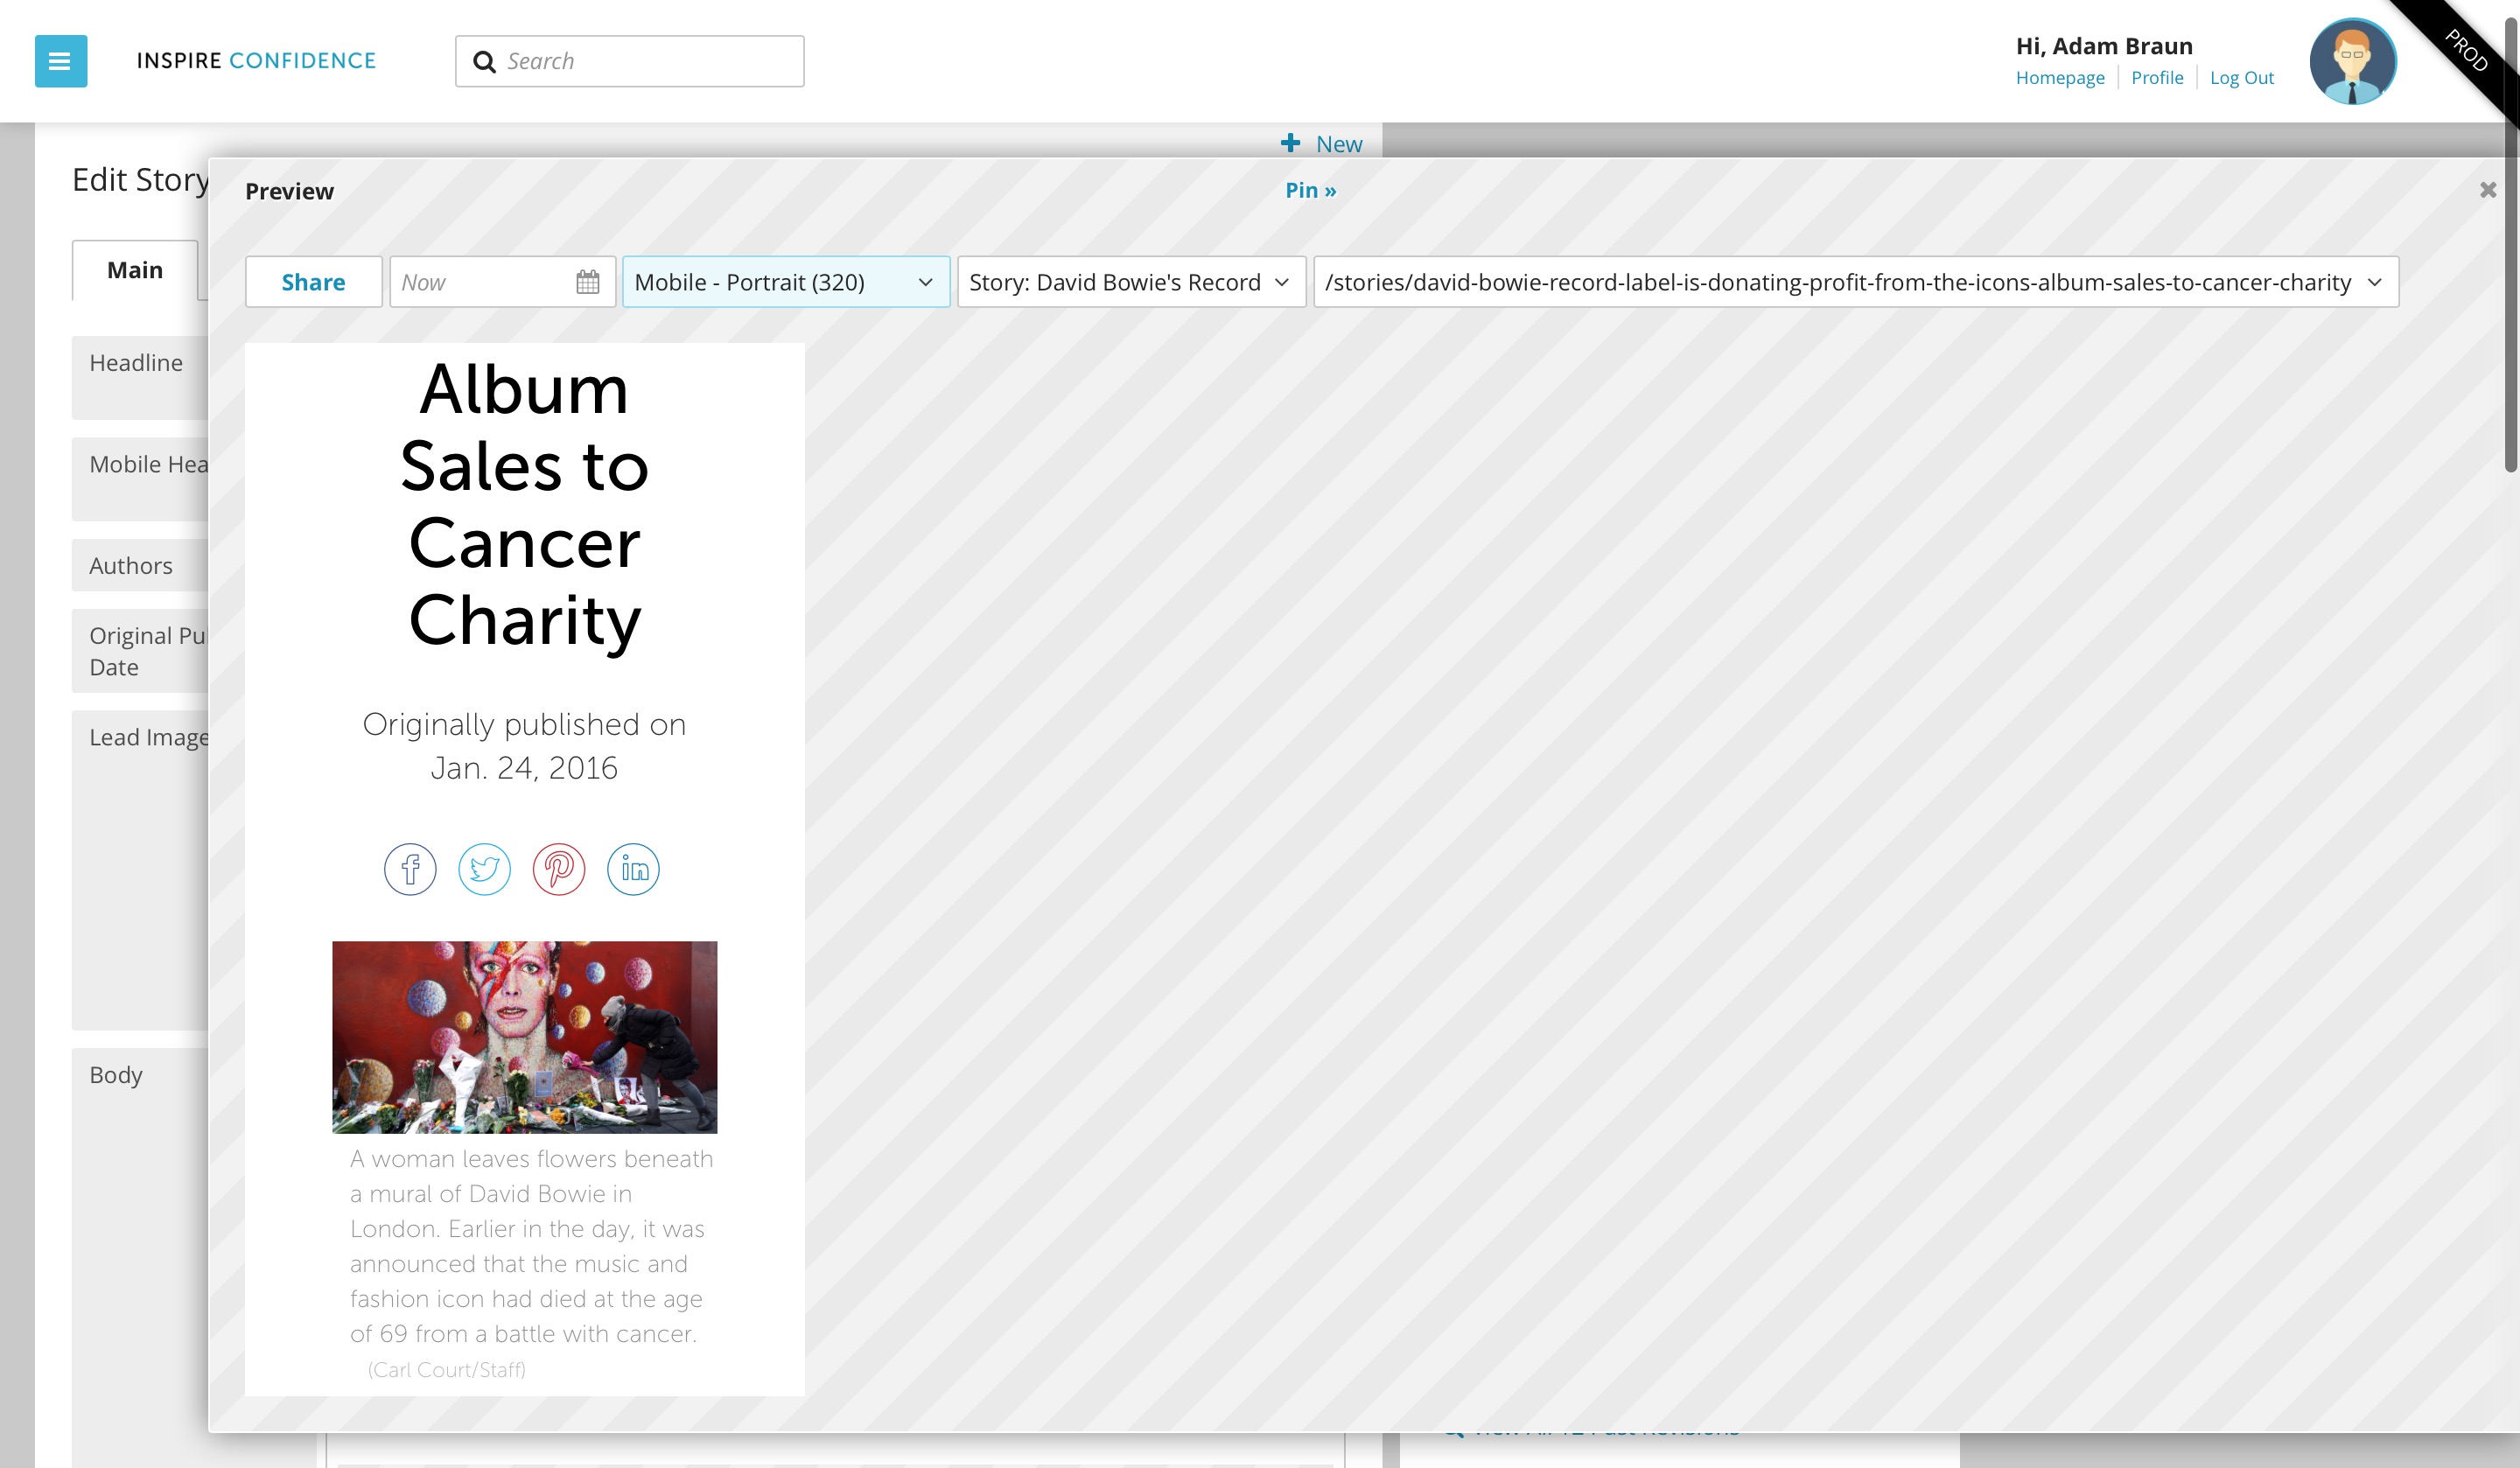 INSPIRE CONFIDENCE
Search
Hi, Adam Braun
Homepage
Profile
Log Out
PROD
New
Edit Story
Preview
Pin »
Main
Share
Now
Mobile - Portrait (320)
Story: David Bowie's Record
/stories/david-bowie-record-label-is-donating-profit-from-the-icons-album-sales-to-cancer-charity
Headline
Mobile Hea
Authors
Original Pu
Date
Lead Image
Body
Album
Sales to
Cancer
Charity
Originally published on
Jan. 24, 2016
A woman leaves flowers beneath
a mural of David Bowie in
London. Earlier in the day, it was
announced that the music and
fashion icon had died at the age
of 69 from a battle with cancer.
(Carl Court/Staff)